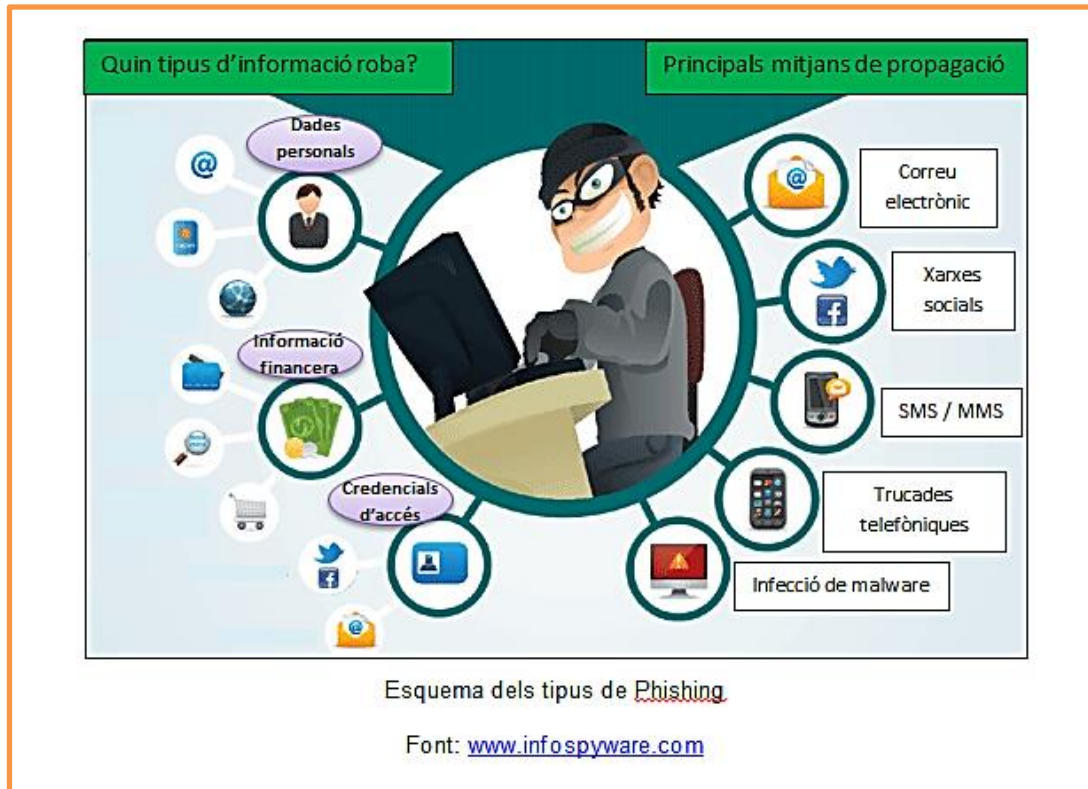 Quin tipus d'informació roba?
Principals mitjans de propagació
Dades
personals
Informació
financera
Credencials
d'accés
Correu
electrònic
Xarxes
socials
SMS / MMS
Trucades
telefòniques
Infecció de malware
Esquema dels tipus de Phishing
Font: www.infospyware.com